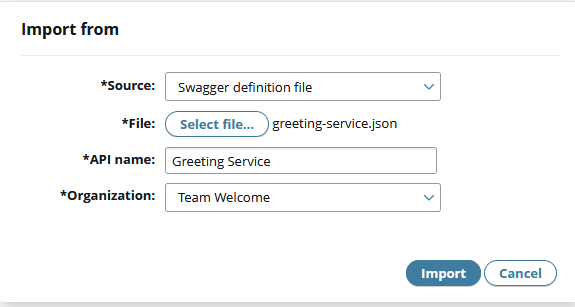 Import from
*Source: Swagger definition file
*File: Select file... greeting-service.json
*API name: Greeting Service
*Organization: Team Welcome
Import Cancel